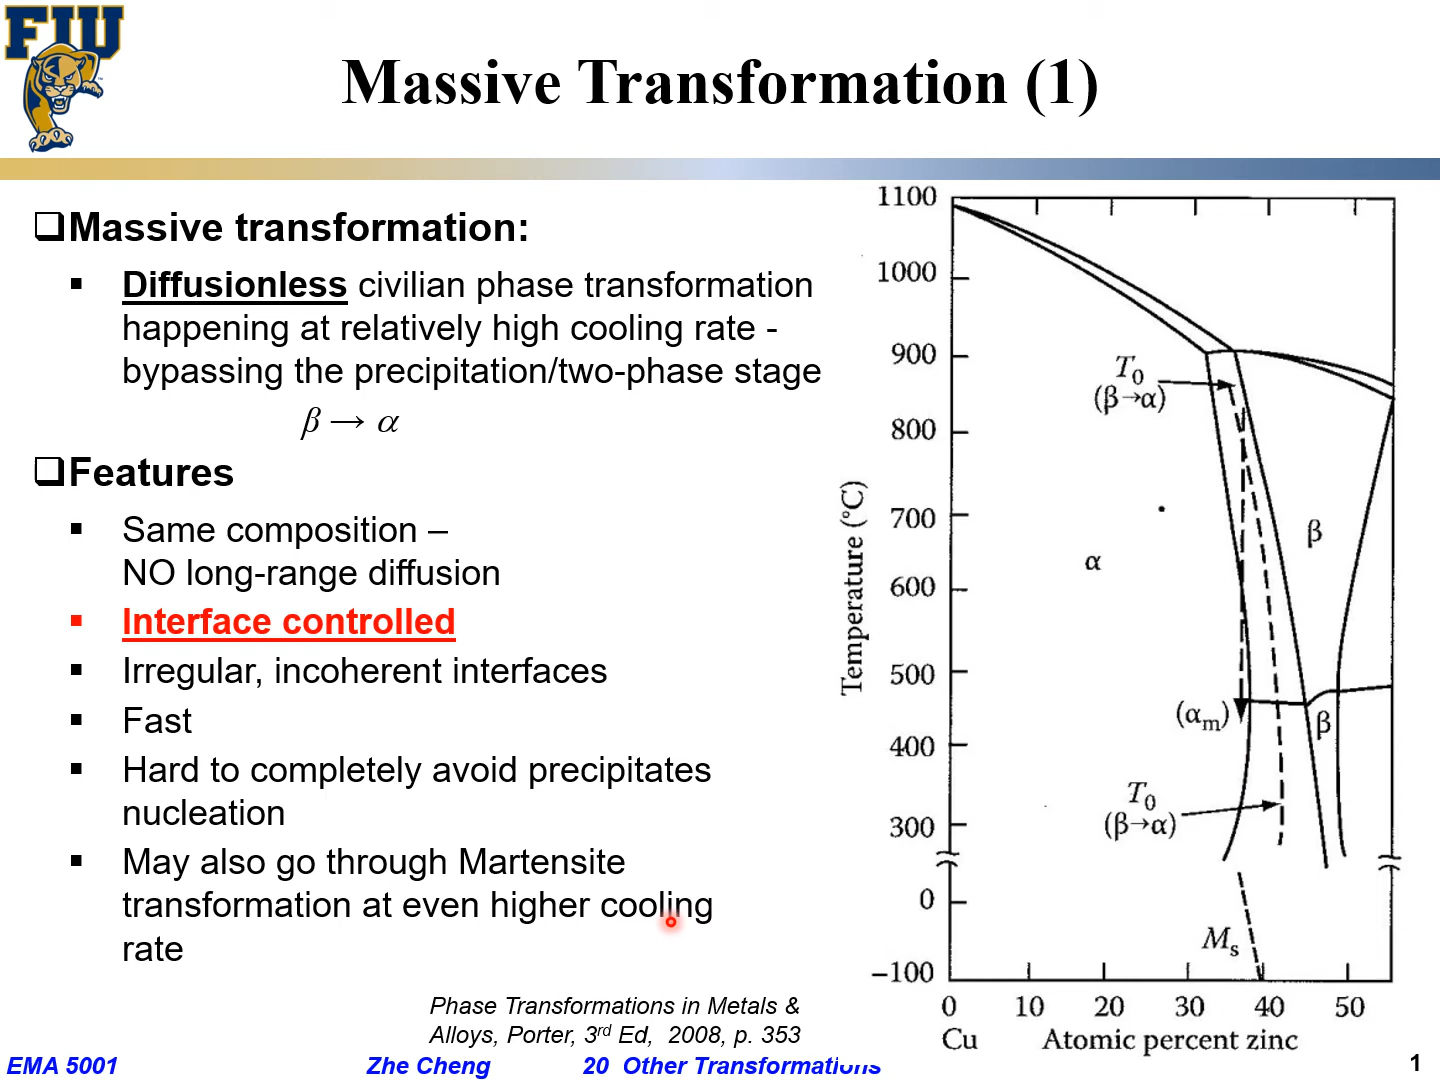 FIU
Massive Transformation (1)
❑Massive transformation:
▪ Diffusionless civilian phase transformation
happening at relatively high cooling rate -
bypassing the precipitation/two-phase stage
β → α
❑Features
▪ Same composition –
NO long-range diffusion
▪ Interface controlled
▪ Irregular, incoherent interfaces
▪ Fast
▪ Hard to completely avoid precipitates
nucleation
▪ May also go through Martensite
transformation at even higher cooling
rate
Phase Transformations in Metals &
Alloys, Porter, 3rd Ed, 2008, p. 353
Temperature (°C)
1100
1000
900
800
700
600
500
400
300
0
−100
T0
(β→α)
β
α
(αm)
β
T0
(β→α)
Ms
0 10 20 30 40 50
Cu Atomic percent zinc
EMA 5001 Zhe Cheng 20 Other Transformations 1